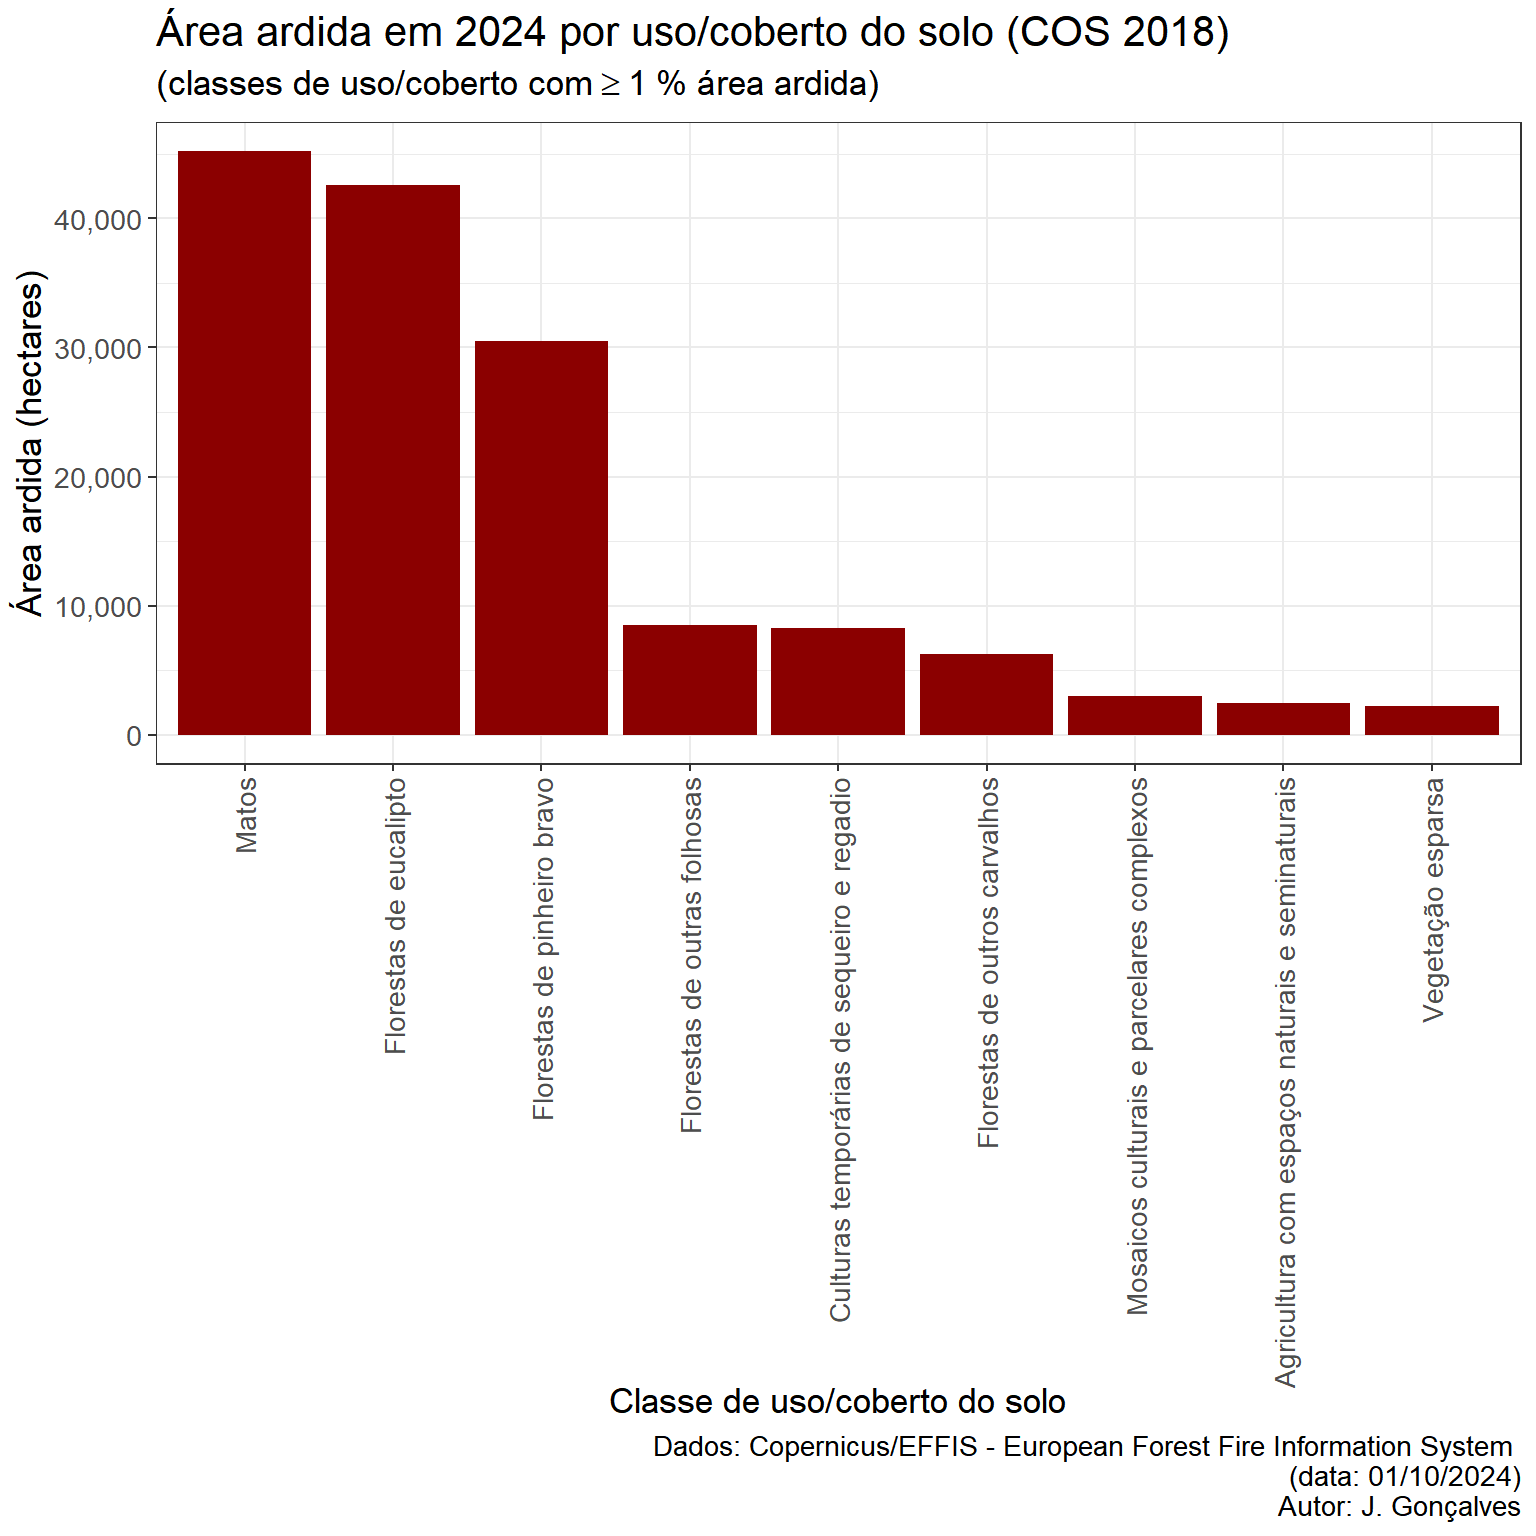 Área ardida em 2024 por uso/coberto do solo (COS 2018)
(classes de uso/coberto com ≥ 1 % área ardida)
Área ardida (hectares)
40,000
30,000
20,000
10,000
0
Matos
Florestas de eucalipto
Florestas de pinheiro bravo
Florestas de outras folhosas
Culturas temporárias de sequeiro e regadio
Florestas de outros carvalhos
Mosaicos culturais e parcelares complexos
Agricultura com espaços naturais e seminaturais
Vegetação esparsa
Classe de uso/coberto do solo
Dados: Copernicus/EFFIS - European Forest Fire Information System
(data: 01/10/2024)
Autor: J. Gonçalves